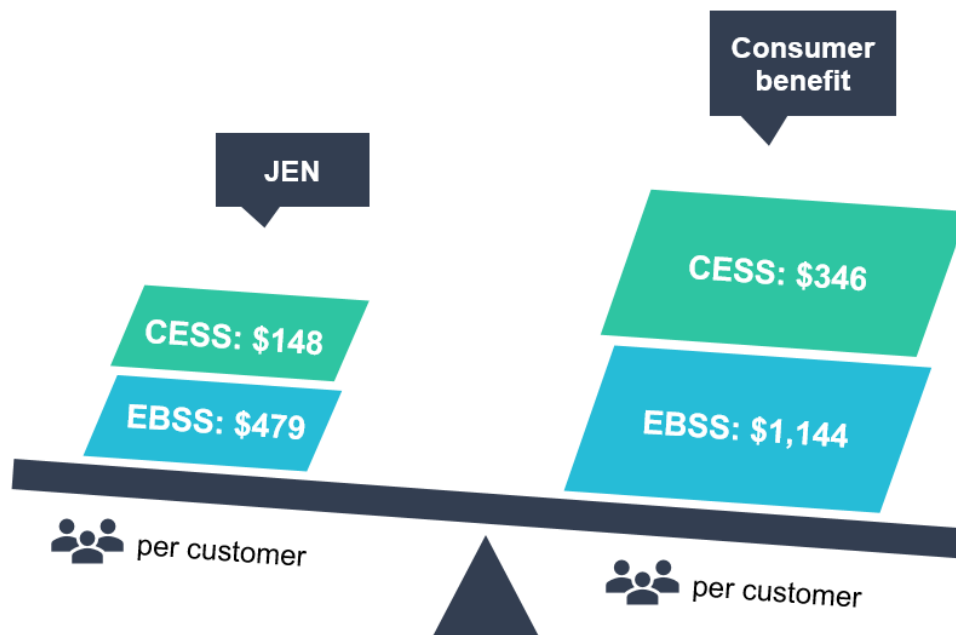 Consumer
benefit
JEN
CESS: $346
CESS: $148
EBSS: $1,144
EBSS: $479
per customer
per customer